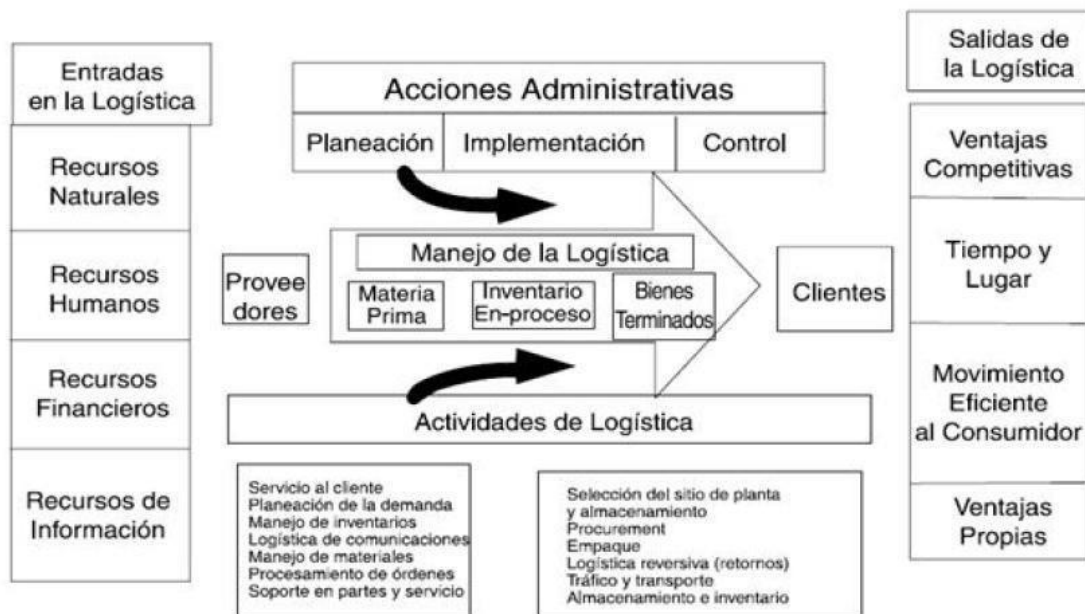 Entradas
en la Logística
Recursos
Naturales
Recursos
Humanos
Recursos
Financieros
Recursos de
Información
Acciones Administrativas
Planeación
Implementación
Control
Manejo de la Logística
Provee
dores
Materia
Prima
Inventario
En-proceso
Bienes
Terminados
Clientes
Actividades de Logística
Servicio al cliente
Planeación de la demanda
Manejo de inventarios
Logística de comunicaciones
Manejo de materiales
Procesamiento de órdenes
Soporte en partes y servicio
Selección del sitio de planta
y almacenamiento
Procurement
Empaque
Logística reversiva (retornos)
Tráfico y transporte
Almacenamiento e inventario
Salidas de
la Logística
Ventajas
Competitivas
Tiempo y
Lugar
Movimiento
Eficiente
al Consumidor
Ventajas
Propias